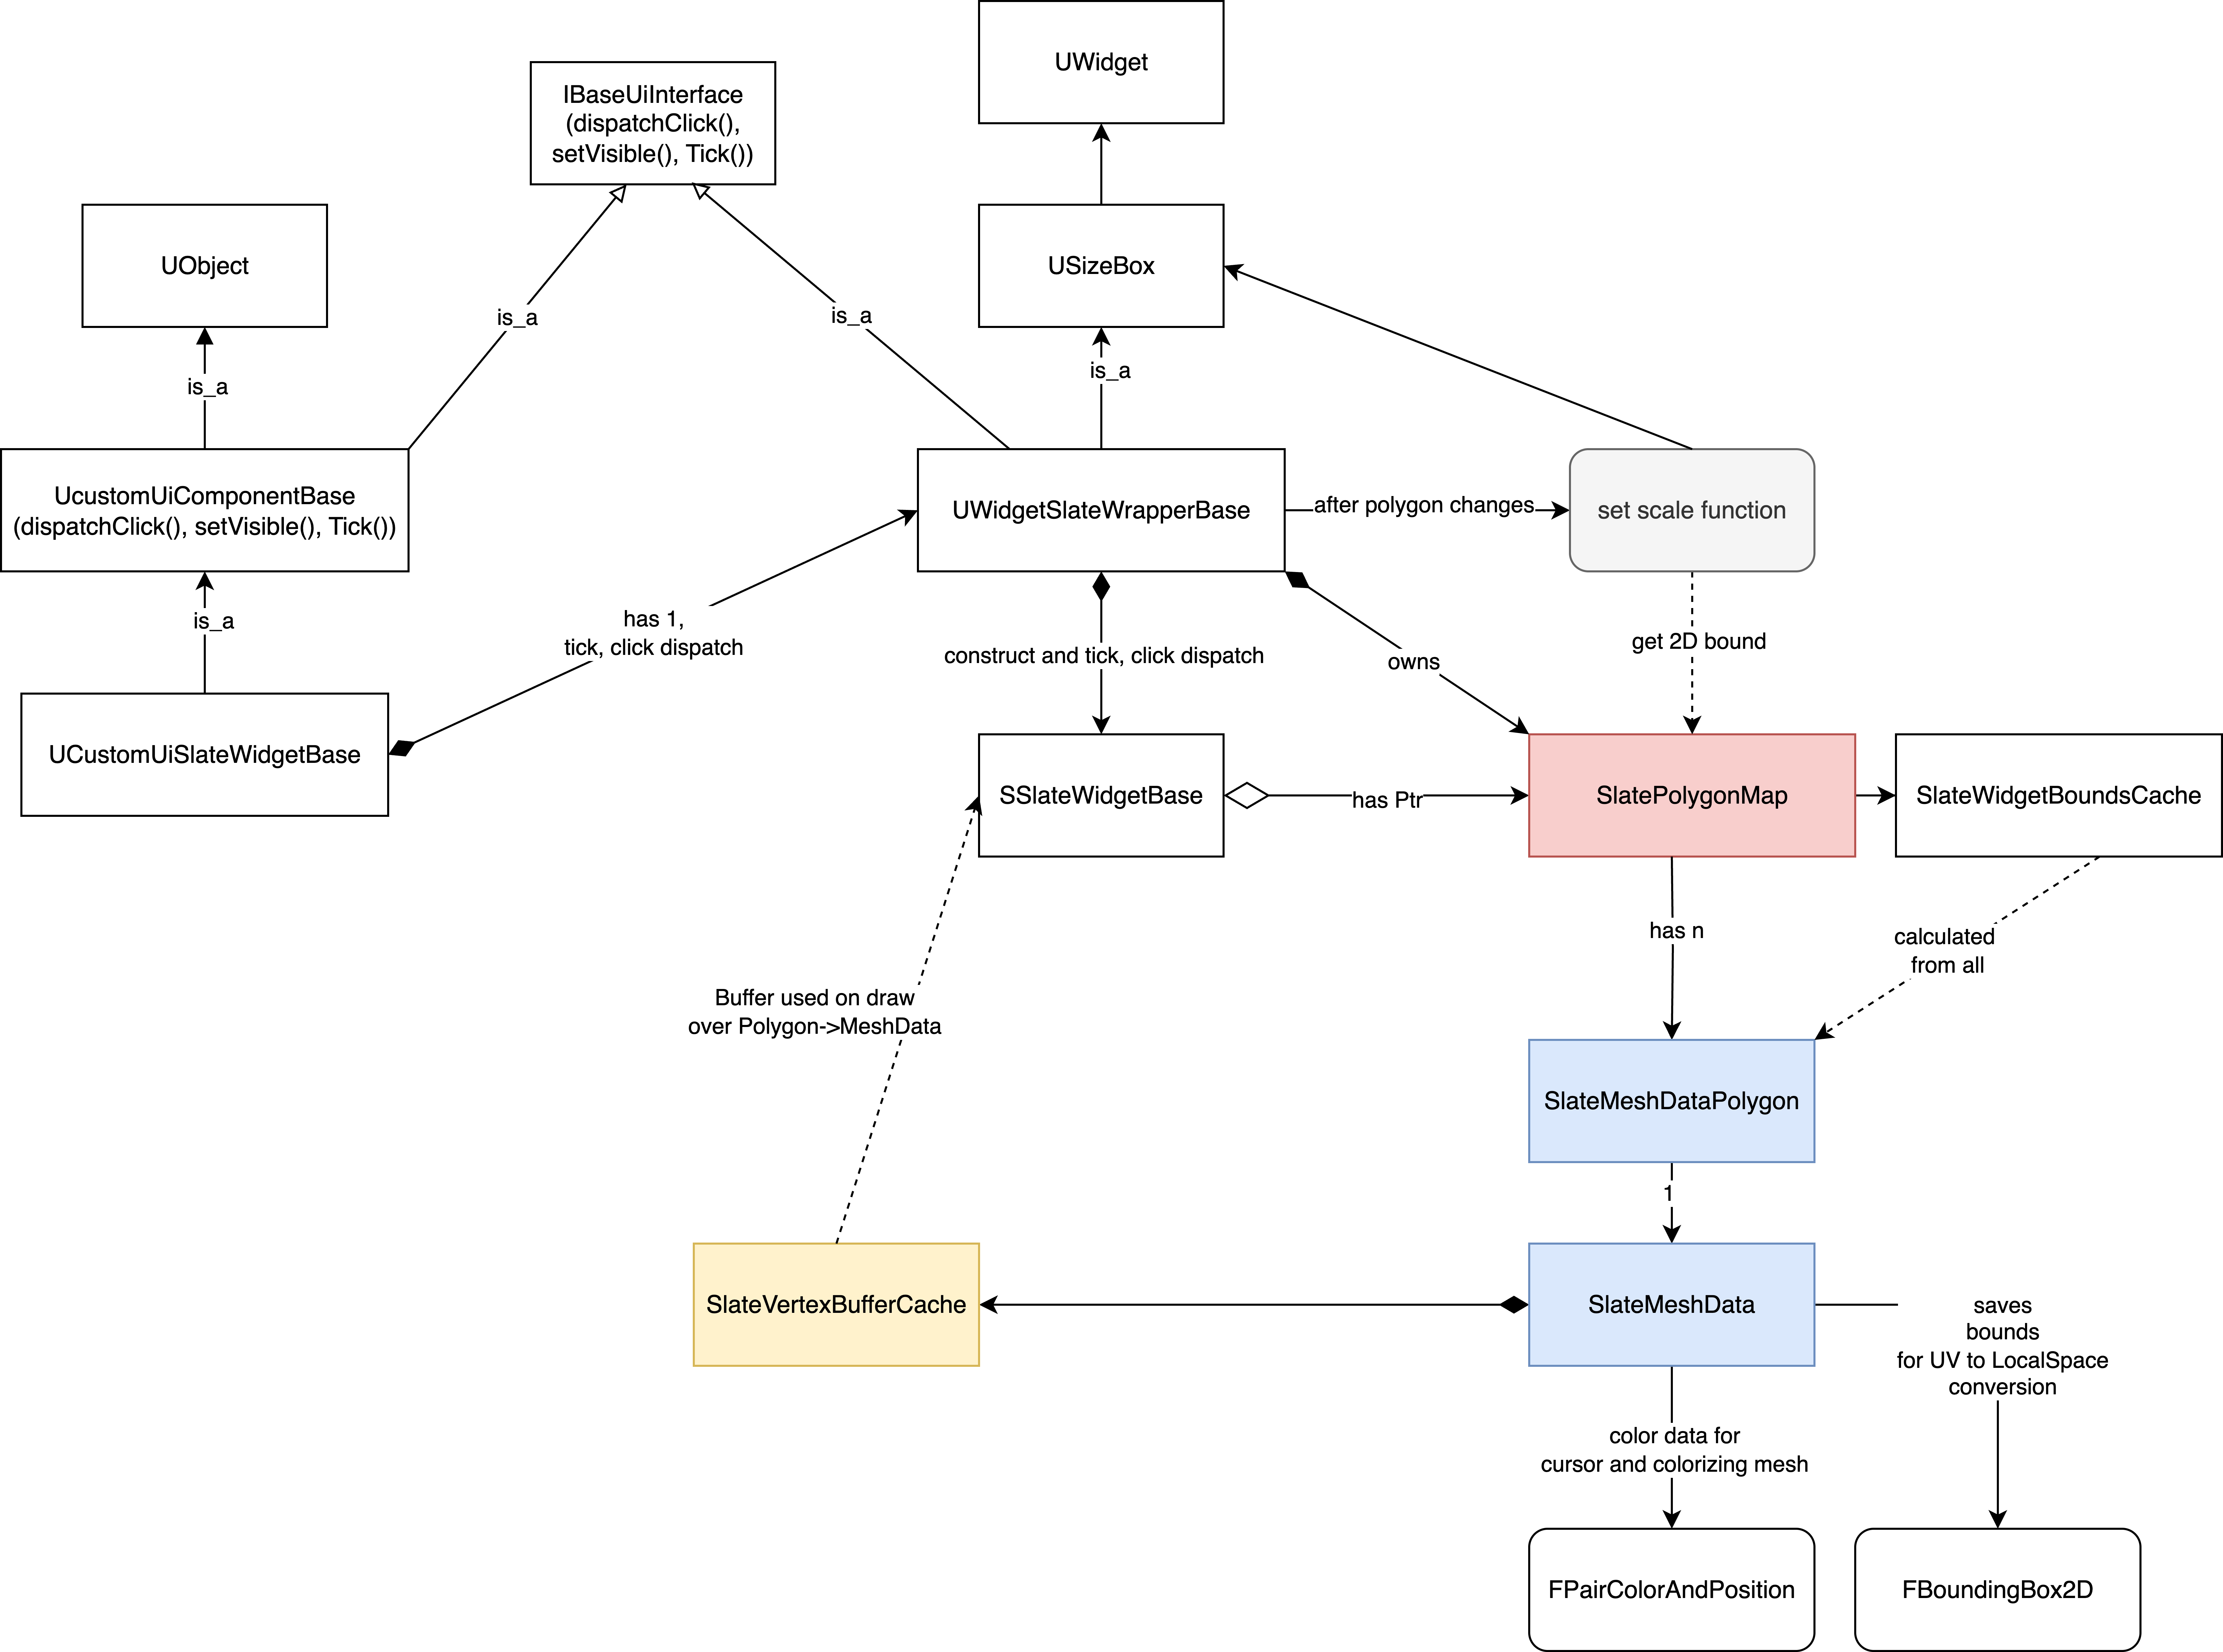 UWidget
IBaseUiInterface
(dispatchClick(),
setVisible(), Tick())
UObject
USizeBox
is_a
is_a
is_a
is_a
UcustomUiComponentBase
(dispatchClick(), setVisible(), Tick())
UWidgetSlateWrapperBase
after polygon changes
set scale function
is_a
has 1,
tick, click dispatch
construct and tick, click dispatch
owns
get 2D bound
UCustomUiSlateWidgetBase
SSlateWidgetBase
has Ptr
SlatePolygonMap
SlateWidgetBoundsCache
has n
calculated
from all
Buffer used on draw
over Polygon->MeshData
SlateMeshDataPolygon
1
SlateVertexBufferCache
SlateMeshData
saves
bounds
for UV to LocalSpace
conversion
color data for
cursor and colorizing mesh
FPairColorAndPosition
FBoundingBox2D